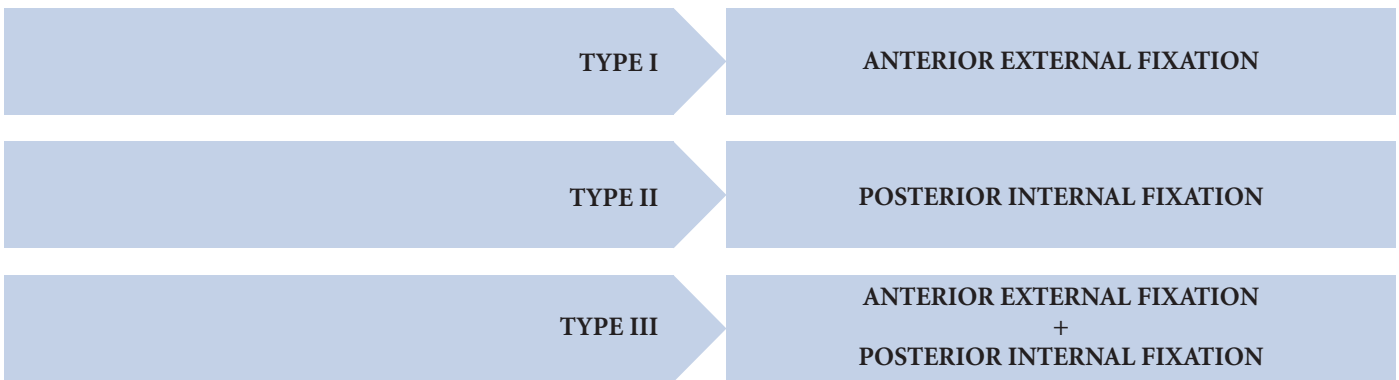 TYPE I
ANTERIOR EXTERNAL FIXATION
TYPE II
POSTERIOR INTERNAL FIXATION
TYPE III
ANTERIOR EXTERNAL FIXATION
+
POSTERIOR INTERNAL FIXATION